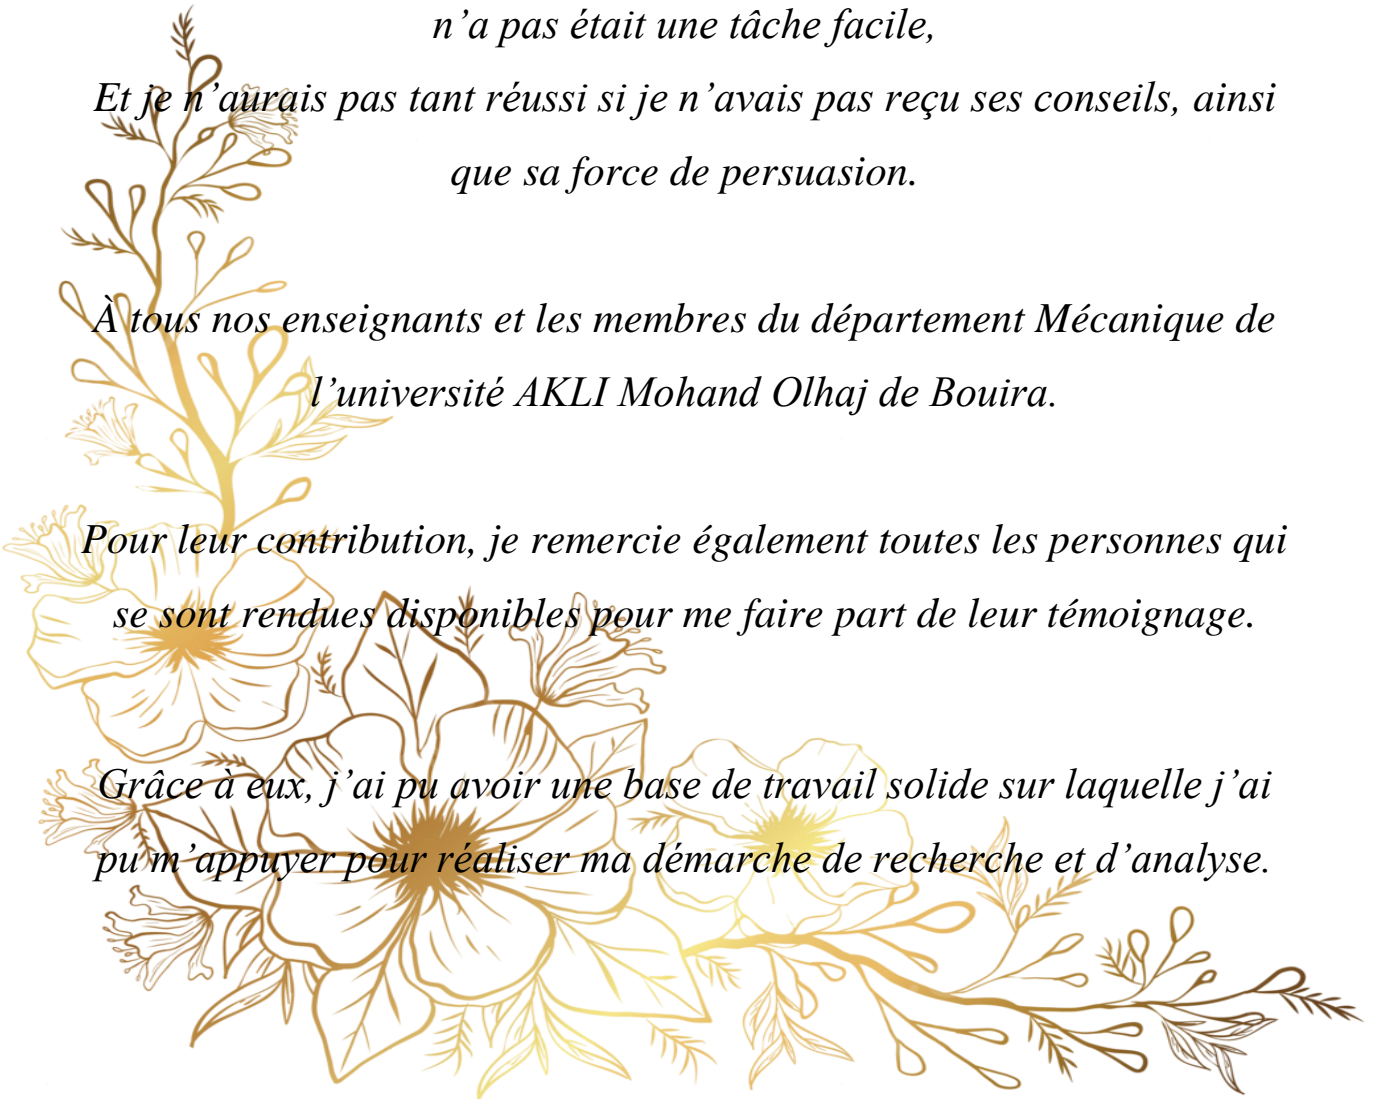 n’a pas était une tâche facile,
Et je n’aurais pas tant réussi si je n’avais pas reçu ses conseils, ainsi
que sa force de persuasion.
À tous nos enseignants et les membres du département Mécanique de
l’université AKLI Mohand Olhaj de Bouira.
Pour leur contribution, je remercie également toutes les personnes qui
se sont rendues disponibles pour me faire part de leur témoignage.
Grâce à eux, j’ai pu avoir une base de travail solide sur laquelle j’ai
pu m’appuyer pour réaliser ma démarche de recherche et d’analyse.